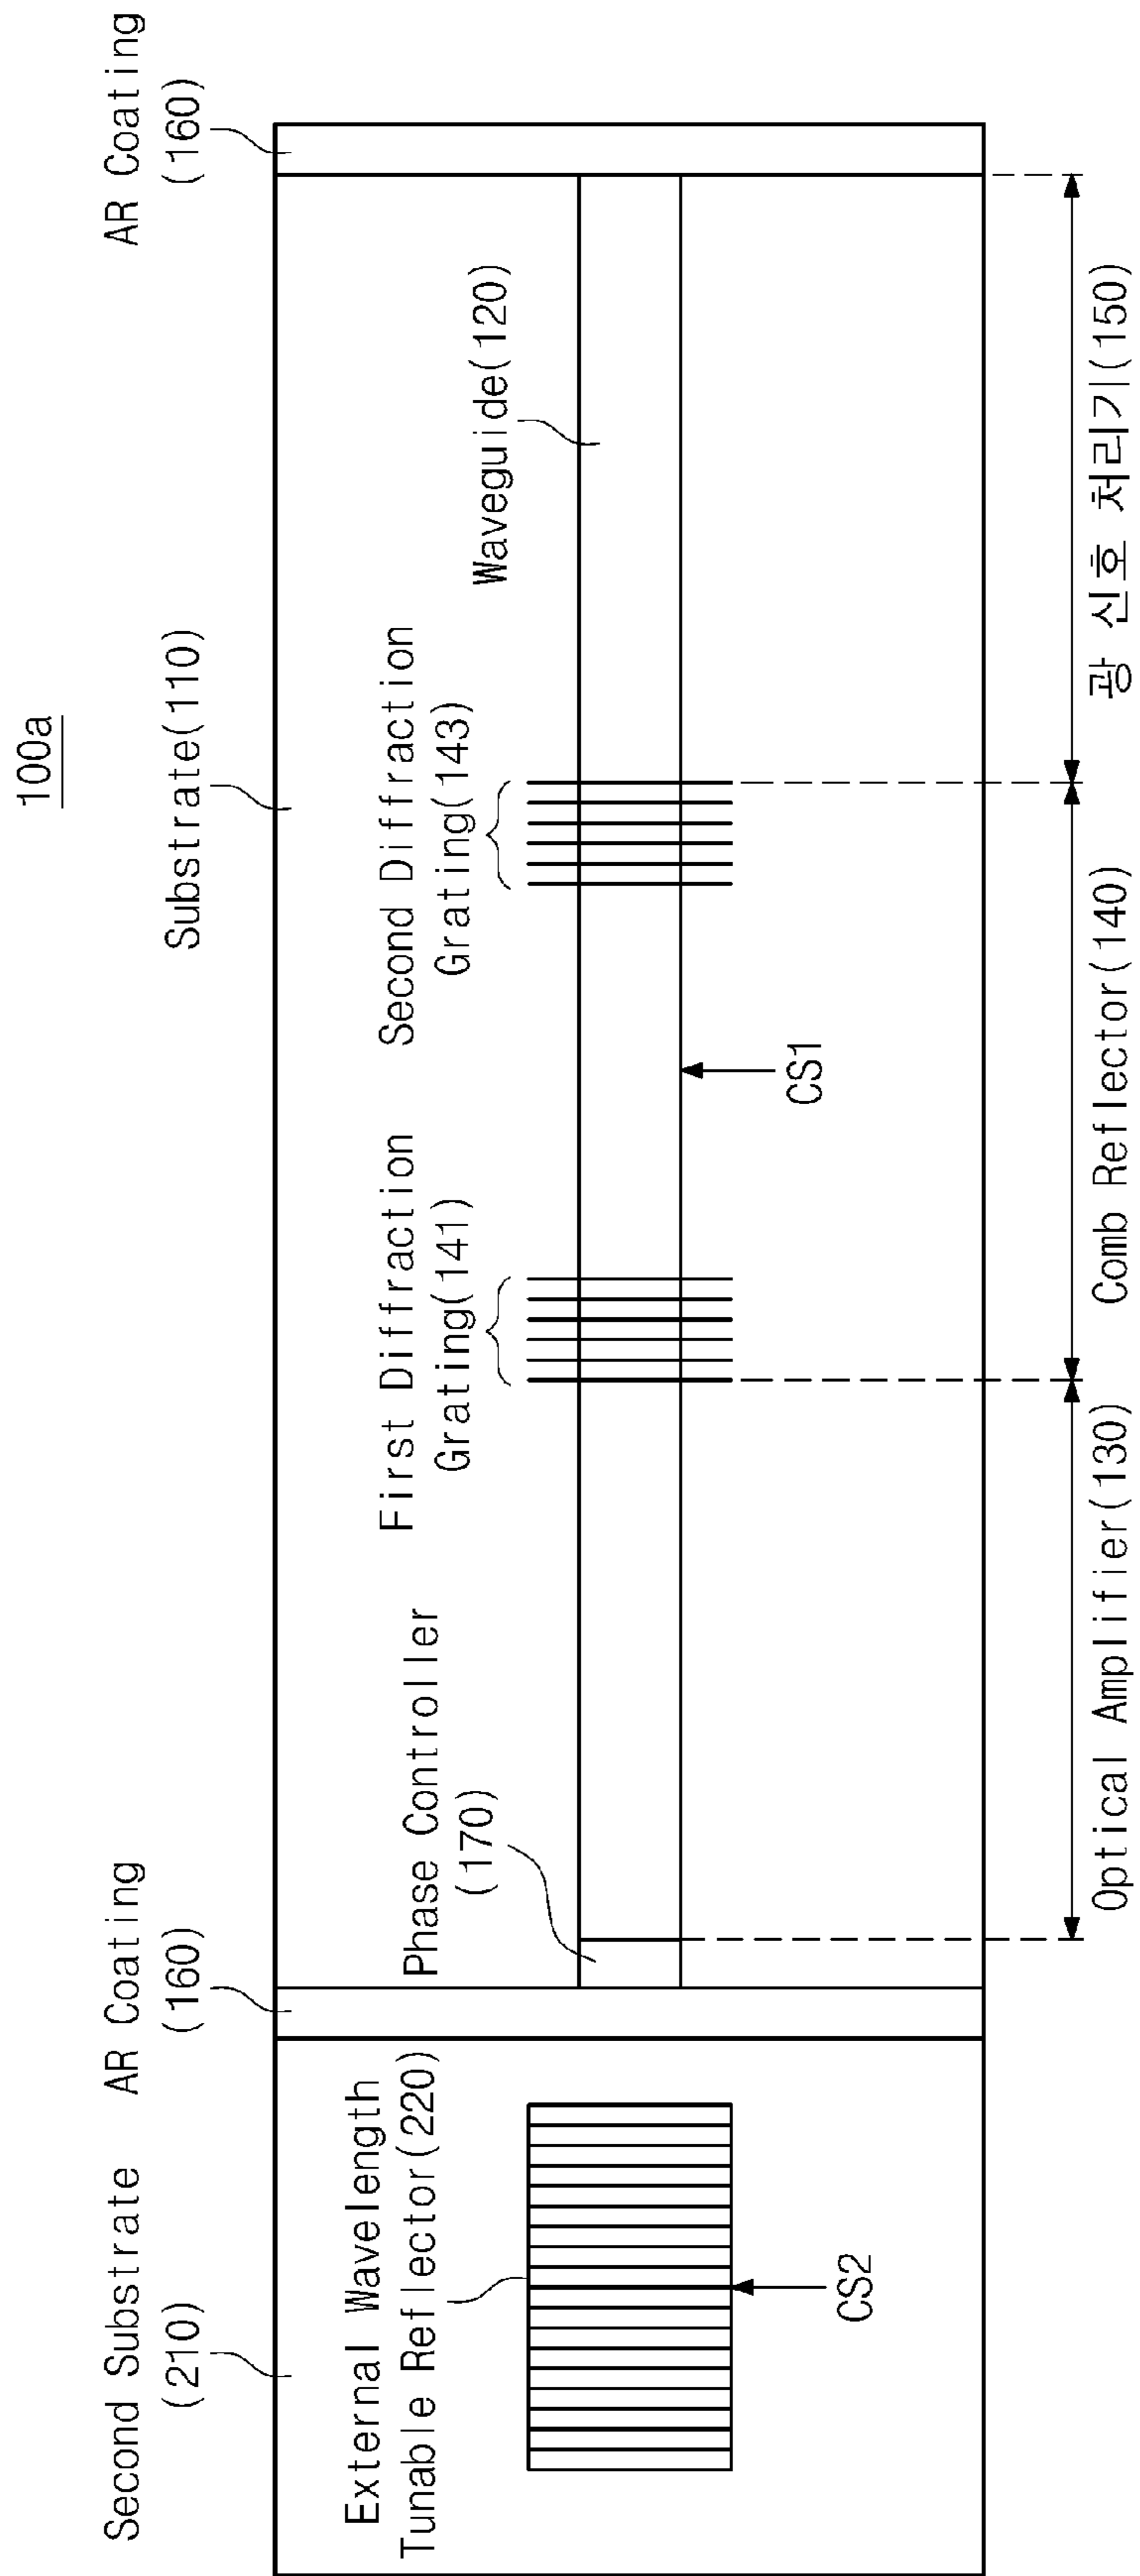 100a
Second Substrate
(210)
AR Coating
(160)
Substrate(110)
AR Coating
(160)
External Wavelength
Tunable Reflector(220)
Phase Controller
(170)
First Diffraction
Grating(141)
Second Diffraction
Grating(143)
Waveguide(120)
CS2
CS1
Optical Amplifier(130)
Comb Reflector(140)
광 신호 처리기(150)